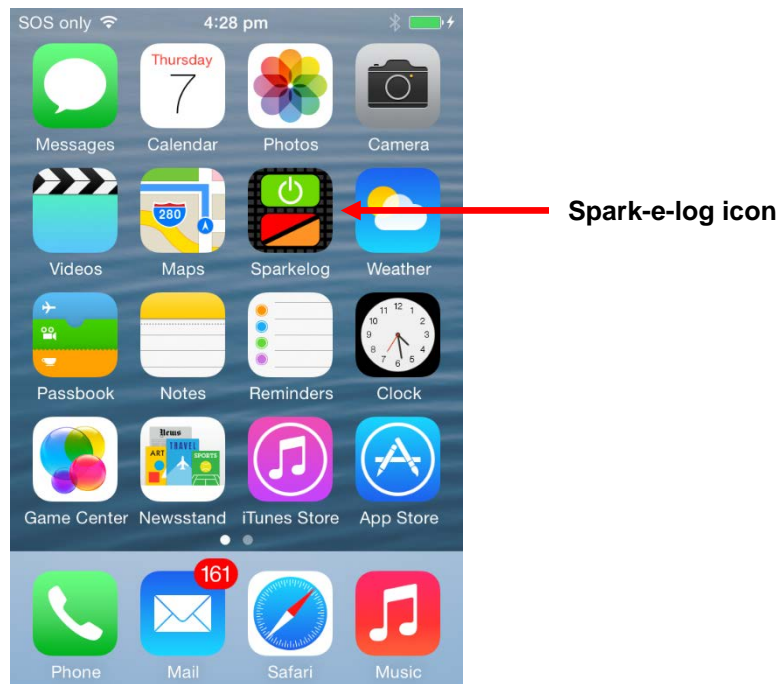 SOS only 4:28 pm
Thursday
7
Messages Calendar Photos Camera
280
Spark-e-log icon
Videos Maps Sparkelog Weather
11 12 1
10 2
9 3
8 4
7 6 5
Passbook Notes Reminders Clock
News
ART TRAVEL SPORTS
Game Center Newsstand iTunes Store App Store
161
Phone Mail Safari Music